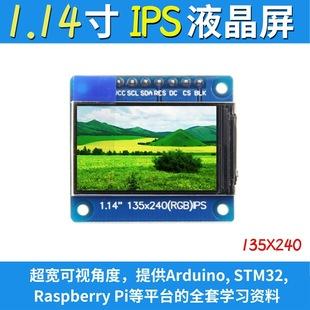 1.14寸 IPS 液晶屏
VCC SCL SDA RES DC CS BLK
1.14" 135x240(RGB)IPS
135X240
超宽可视角度，提供Arduino, STM32,
Raspberry Pi等平台的全套学习资料